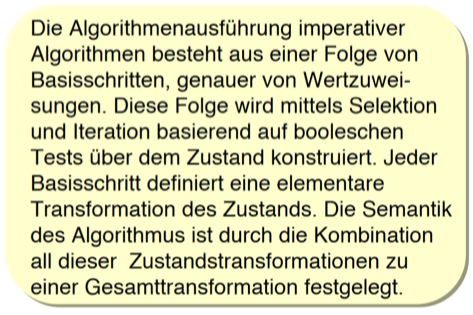 Die Algorithmenausführung imperativer
Algorithmen besteht aus einer Folge von
Basisschritten, genauer von Wertzuwei-
sungen. Diese Folge wird mittels Selektion
und Iteration basierend auf booleschen
Tests über dem Zustand konstruiert. Jeder
Basisschritt definiert eine elementare
Transformation des Zustands. Die Semantik
des Algorithmus ist durch die Kombination
all dieser  Zustandstransformationen zu
einer Gesamttransformation festgelegt.